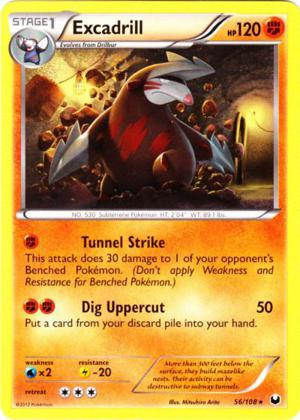 STAGE1 Excadrill HP120
Evolves from Drilbur
NO. 530 Subterrene Pokémon HT: 2'04" WT: 89.1 lbs.
Tunnel Strike
This attack does 30 damage to 1 of your opponent's
Benched Pokémon. (Don't apply Weakness and
Resistance for Benched Pokémon.)
Dig Uppercut 50
Put a card from your discard pile into your hand.
weakness resistance
×2 -20
retreat
More than 300 feet below the
surface, they build mazelike
nests. Their activity can be
destructive to subway tunnels.
©2012 Pokémon Illus. Mitsuhiro Arita 56/108 ★